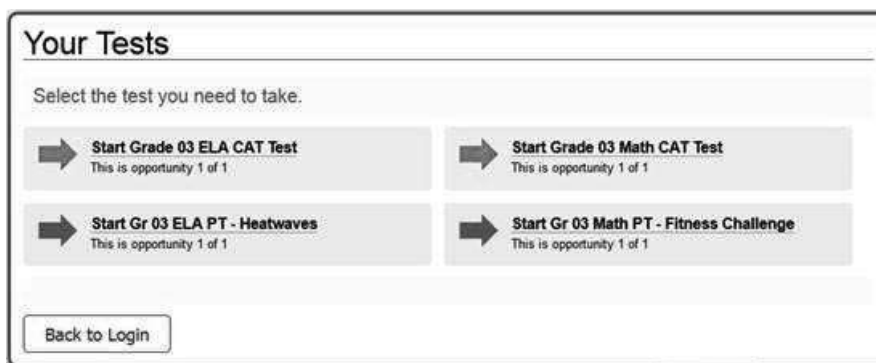 Your Tests
Select the test you need to take.
Start Grade 03 ELA CAT Test
This is opportunity 1 of 1
Start Grade 03 Math CAT Test
This is opportunity 1 of 1
Start Gr 03 ELA PT - Heatwaves
This is opportunity 1 of 1
Start Gr 03 Math PT - Fitness Challenge
This is opportunity 1 of 1
Back to Login